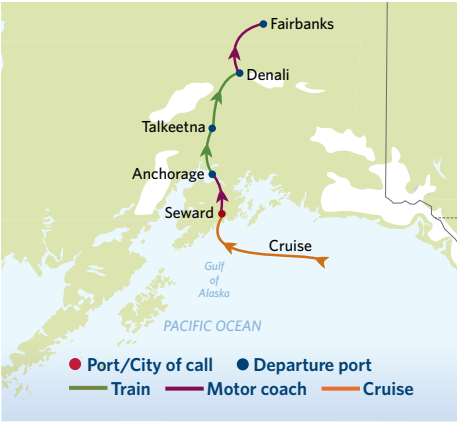 Fairbanks
Denali
Talkeetna
Anchorage
Seward
Cruise
Gulf
of
Alaska
PACIFIC OCEAN
Port/City of call
Departure port
Train
Motor coach
Cruise